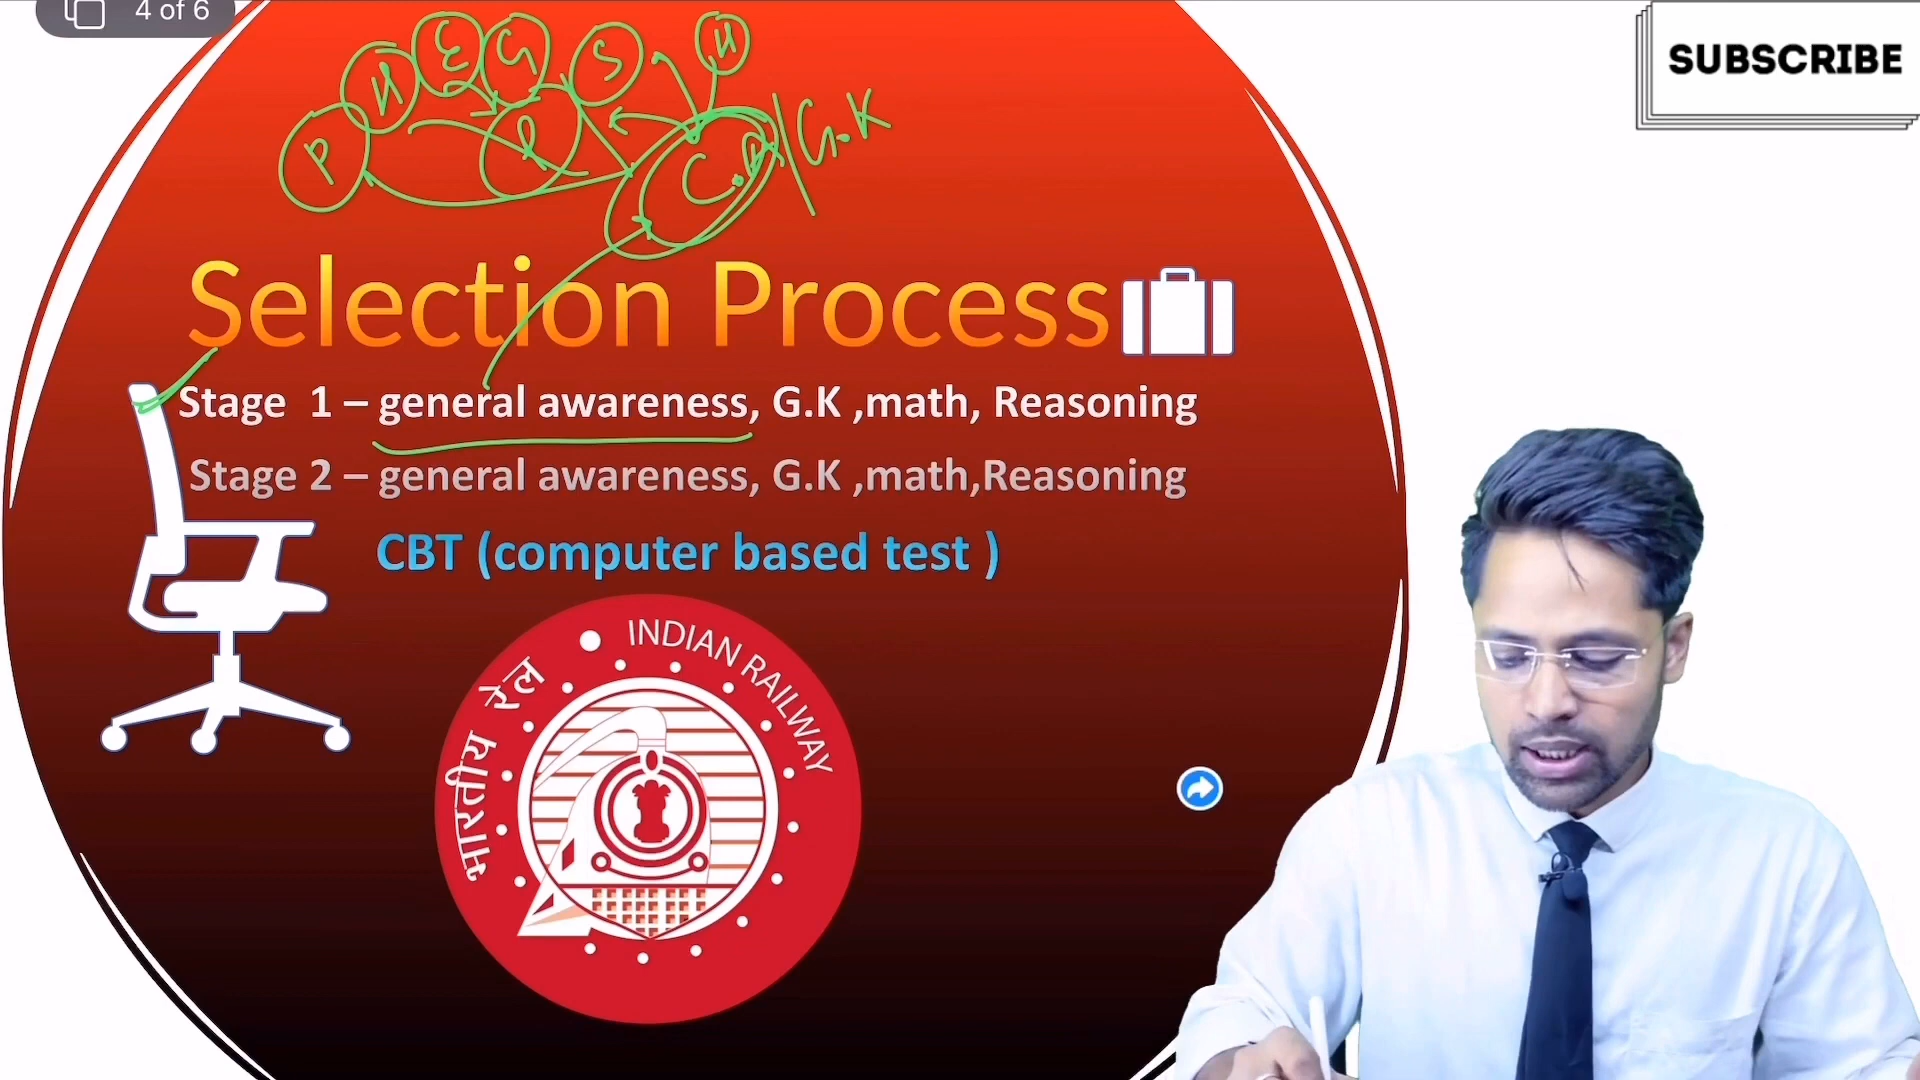 4 of 6
SUBSCRIBE
H E G S H
P P C.A/G.K
Selection Process
Stage 1 – general awareness, G.K ,math, Reasoning
Stage 2 – general awareness, G.K ,math,Reasoning
CBT (computer based test )
भारतीय रेल INDIAN RAILWAY